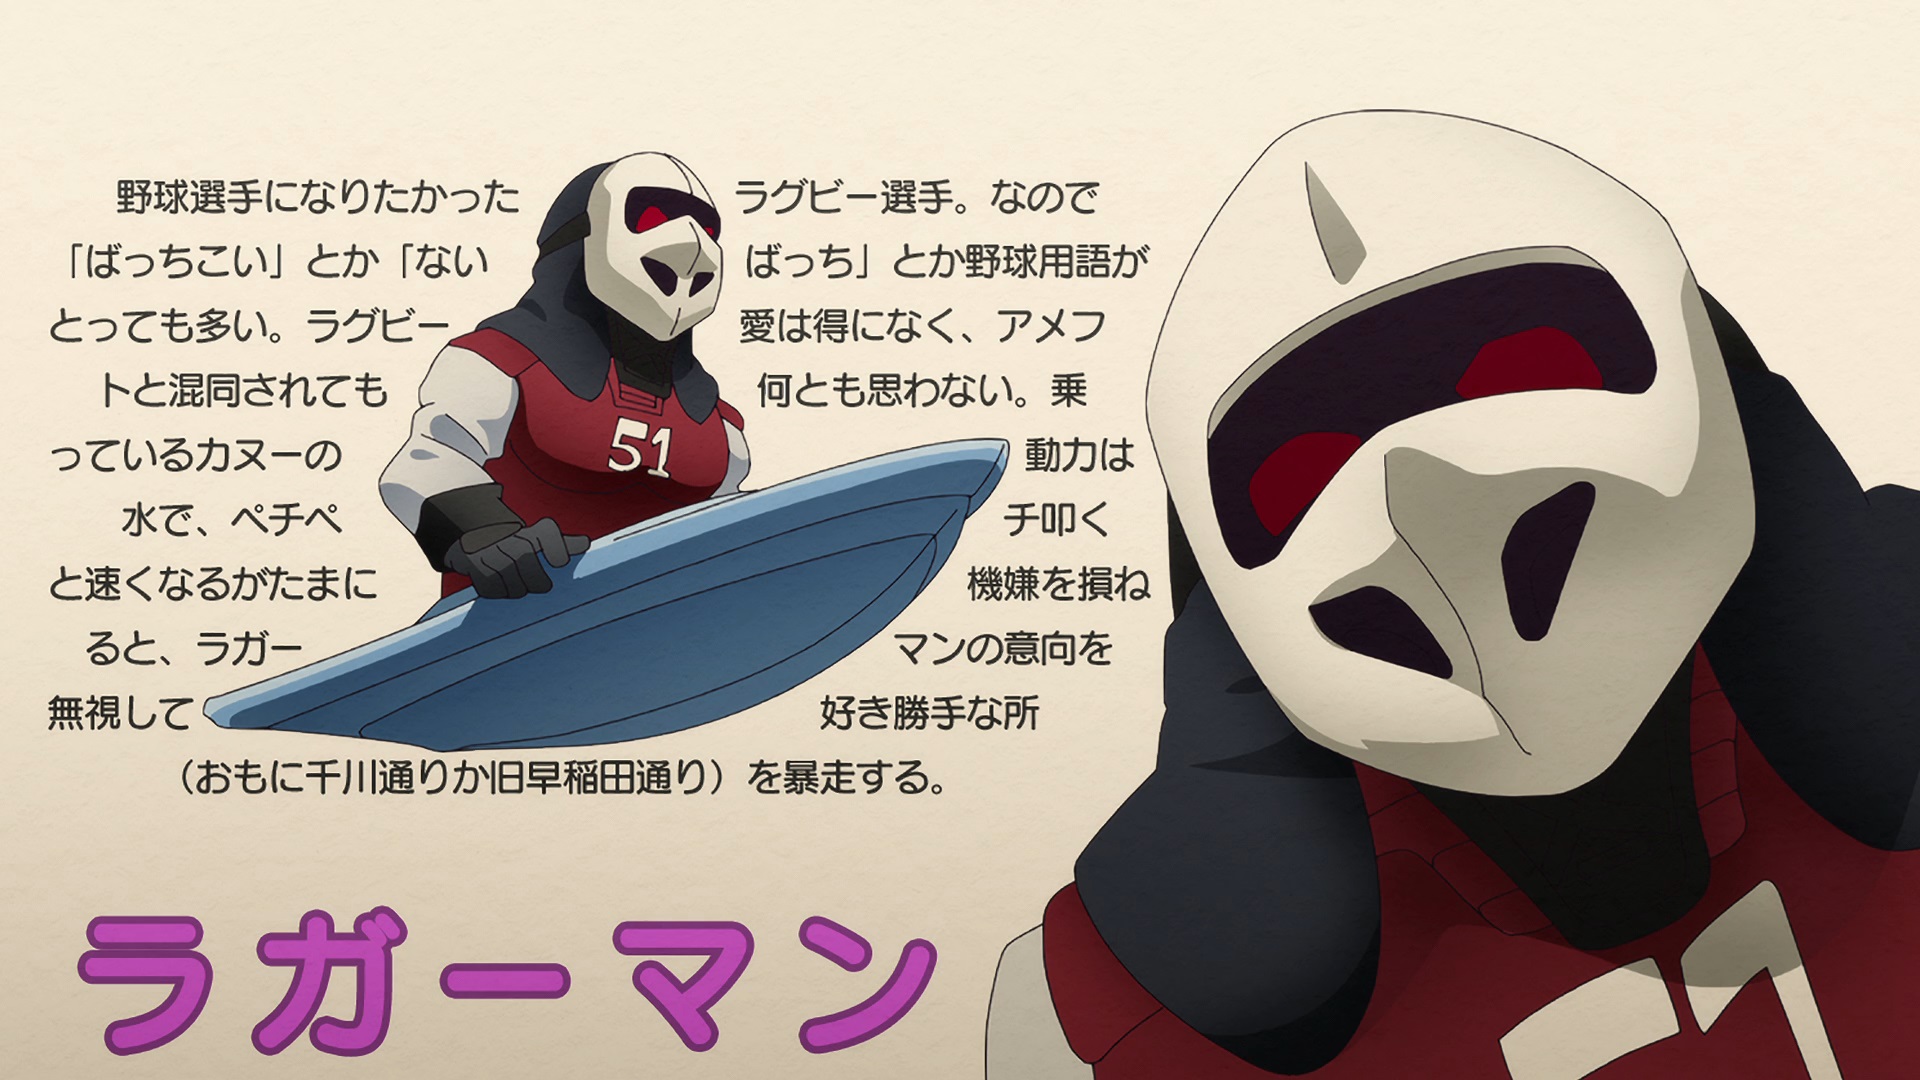 野球選手になりたかった ラグビー選手。なので
「ばっちこい」とか「ない ばっち」とか野球用語が
とっても多い。ラグビー 愛は得になく、アメフ
トと混同されても 何とも思わない。乗
っているカヌーの 動力は
水で、ペチペ チ叩く
と速くなるがたまに 機嫌を損ね
ると、ラガー マンの意向を
無視して 好き勝手な所
（おもに千川通りか旧早稲田通り）を暴走する。
51
ラガーマン